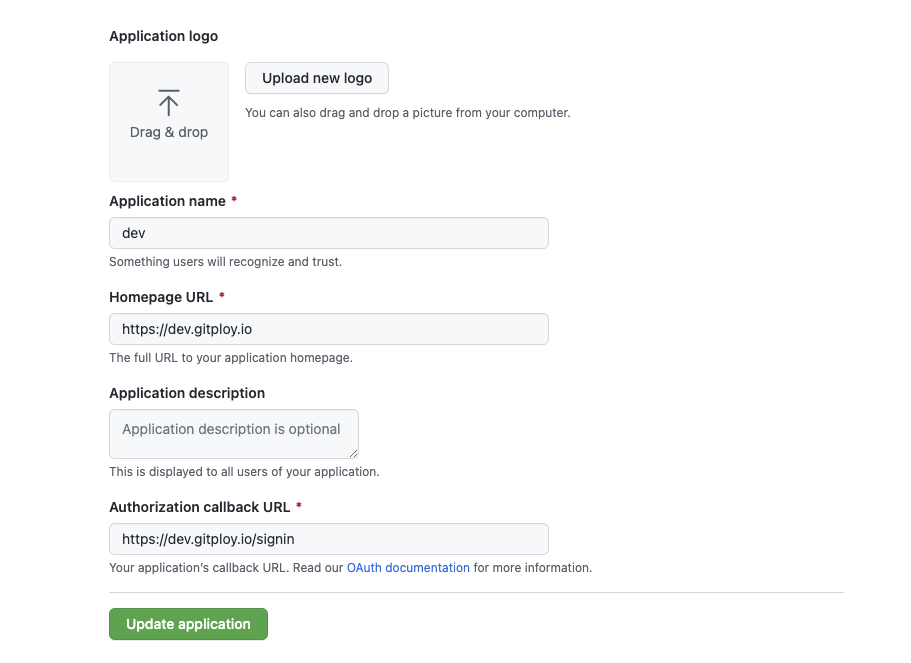 Application logo
Upload new logo
Drag & drop
You can also drag and drop a picture from your computer.
Application name *
dev
Something users will recognize and trust.
Homepage URL *
https://dev.gitploy.io
The full URL to your application homepage.
Application description
Application description is optional
This is displayed to all users of your application.
Authorization callback URL *
https://dev.gitploy.io/signin
Your application's callback URL. Read our OAuth documentation for more information.
Update application